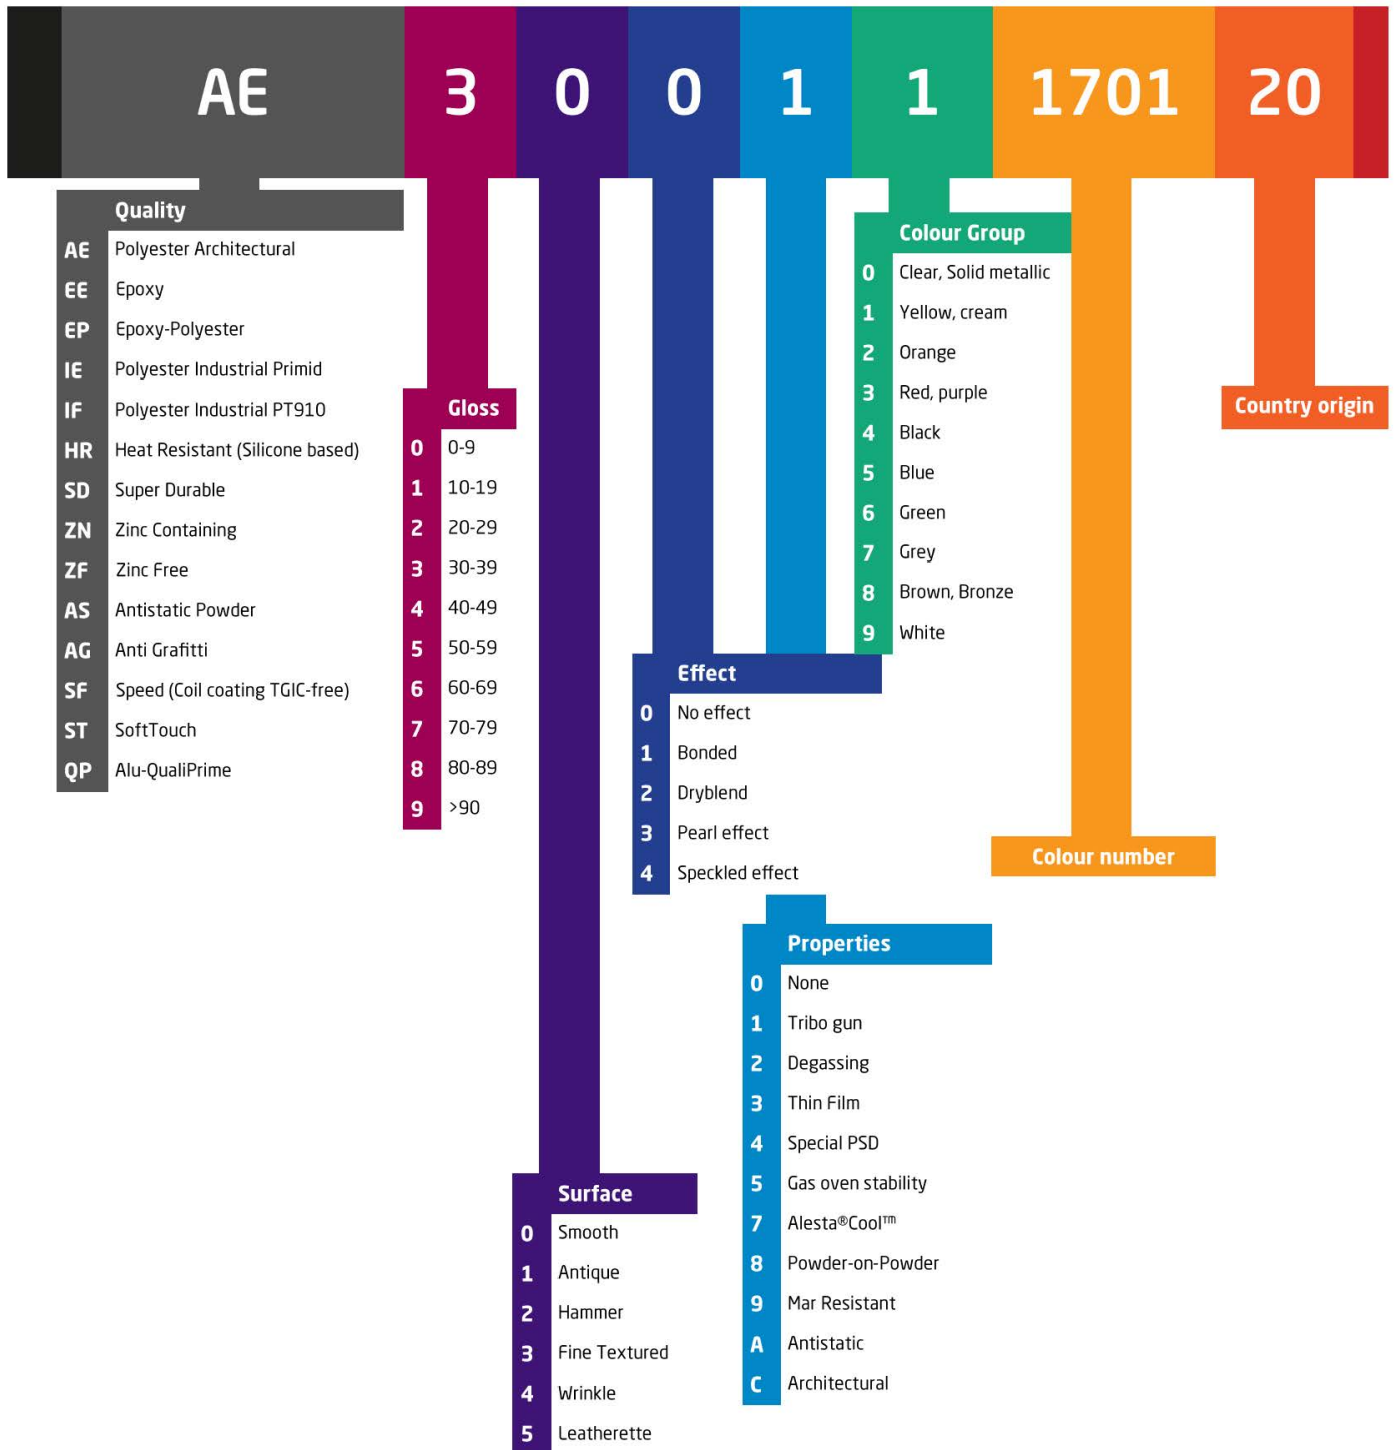 AE 3 0 0 1 1 1701 20
Quality
AE Polyester Architectural
EE Epoxy
EP Epoxy-Polyester
IE Polyester Industrial Primid
IF Polyester Industrial PT910
HR Heat Resistant (Silicone based)
SD Super Durable
ZN Zinc Containing
ZF Zinc Free
AS Antistatic Powder
AG Anti Grafitti
SF Speed (Coil coating TGIC-free)
ST SoftTouch
QP Alu-QualiPrime
Gloss
0 0-9
1 10-19
2 20-29
3 30-39
4 40-49
5 50-59
6 60-69
7 70-79
8 80-89
9 >90
Surface
0 Smooth
1 Antique
2 Hammer
3 Fine Textured
4 Wrinkle
5 Leatherette
Effect
0 No effect
1 Bonded
2 Dryblend
3 Pearl effect
4 Speckled effect
Properties
0 None
1 Tribo gun
2 Degassing
3 Thin Film
4 Special PSD
5 Gas oven stability
7 Alesta®Cool™
8 Powder-on-Powder
9 Mar Resistant
A Antistatic
C Architectural
Colour Group
0 Clear, Solid metallic
1 Yellow, cream
2 Orange
3 Red, purple
4 Black
5 Blue
6 Green
7 Grey
8 Brown, Bronze
9 White
Colour number
Country origin